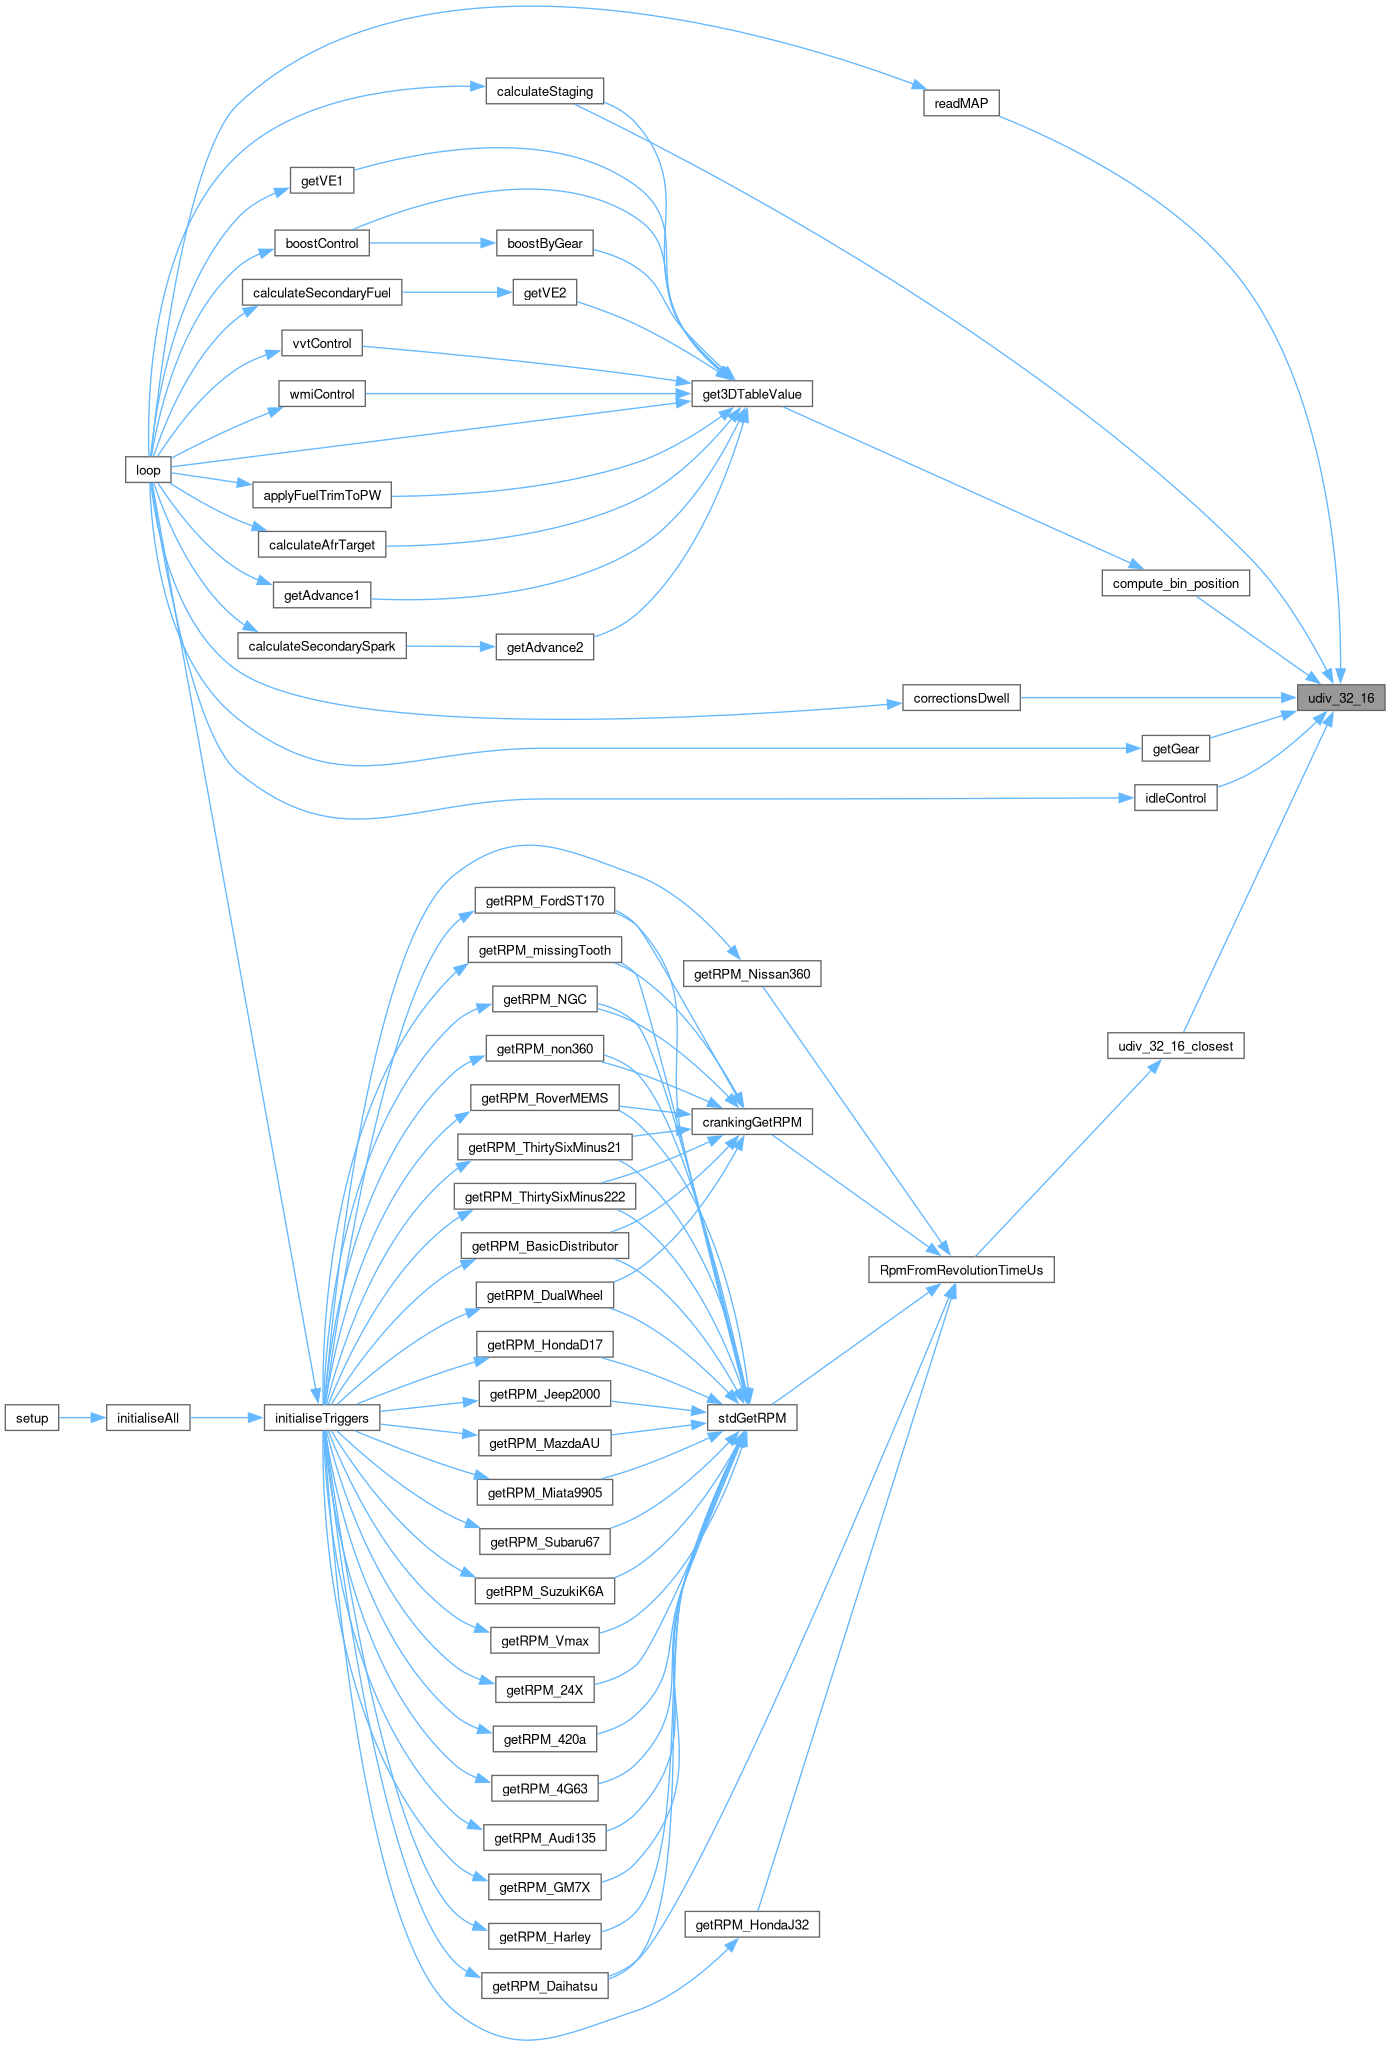 calculateStaging
readMAP
getVE1
boostControl
boostByGear
calculateSecondaryFuel
getVE2
vvtControl
wmiControl
get3DTableValue
loop
applyFuelTrimToPW
calculateAfrTarget
compute_bin_position
getAdvance1
calculateSecondarySpark
getAdvance2
correctionsDwell
udiv_32_16
getGear
idleControl
getRPM_FordST170
getRPM_missingTooth
getRPM_Nissan360
getRPM_NGC
getRPM_non360
udiv_32_16_closest
getRPM_RoverMEMS
crankingGetRPM
getRPM_ThirtySixMinus21
getRPM_ThirtySixMinus222
getRPM_BasicDistributor
RpmFromRevolutionTimeUs
getRPM_DualWheel
getRPM_HondaD17
getRPM_Jeep2000
setup
initialiseAll
initialiseTriggers
stdGetRPM
getRPM_MazdaAU
getRPM_Miata9905
getRPM_Subaru67
getRPM_SuzukiK6A
getRPM_Vmax
getRPM_24X
getRPM_420a
getRPM_4G63
getRPM_Audi135
getRPM_GM7X
getRPM_HondaJ32
getRPM_Harley
getRPM_Daihatsu